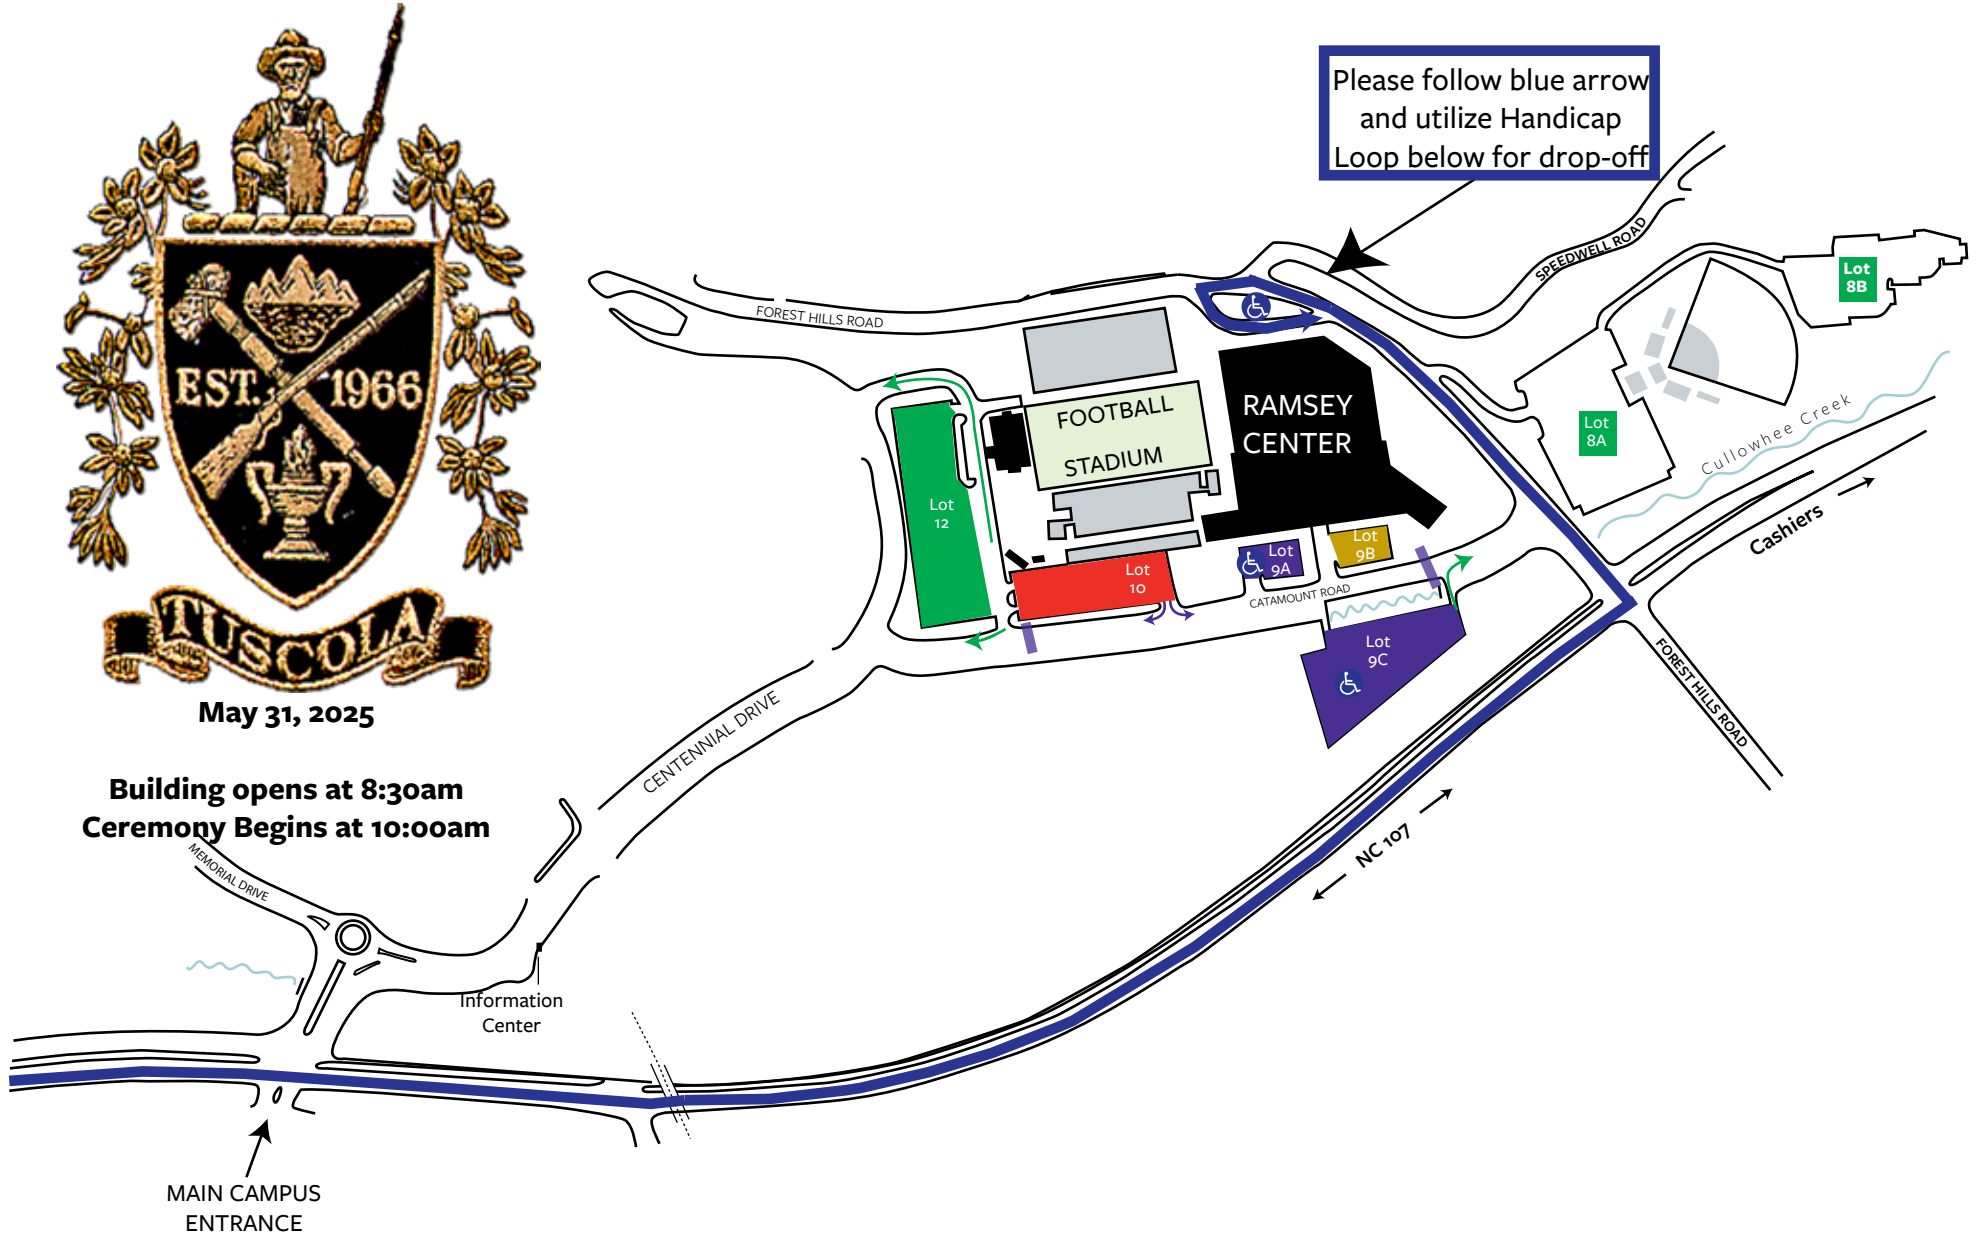 Please follow blue arrow
and utilize Handicap
Loop below for drop-off
EST. 1966
TUSCOLA
May 31, 2025
Building opens at 8:30am
Ceremony Begins at 10:00am
SPEEDWELL ROAD
Lot
8B
FOREST HILLS ROAD
FOOTBALL
STADIUM
RAMSEY
CENTER
Lot
8A
Cullowhee Creek
Cashiers
Lot
12
Lot
10
Lot
9A
Lot
9B
CATAMOUNT ROAD
Lot
9C
FOREST HILLS ROAD
CENTENNIAL DRIVE
NC 107
MEMORIAL DRIVE
Information
Center
MAIN CAMPUS
ENTRANCE